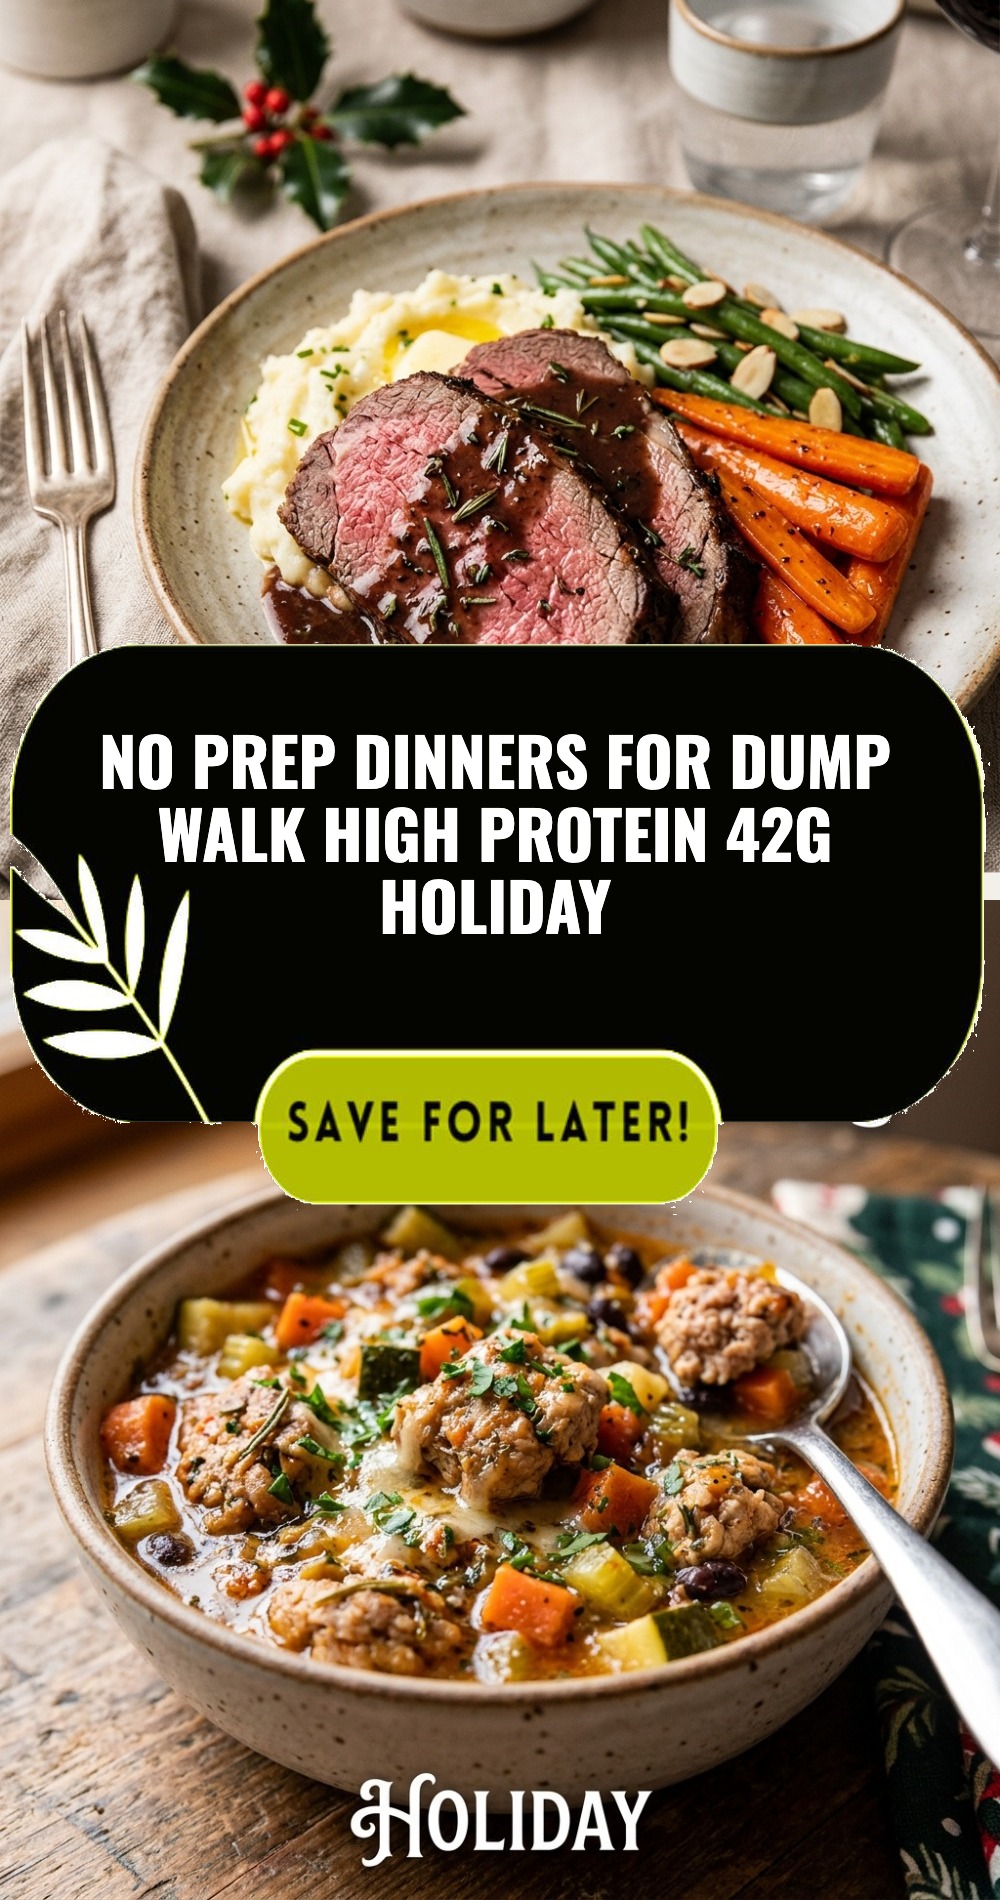 NO PREP DINNERS FOR DUMP
WALK HIGH PROTEIN 42G
HOLIDAY
SAVE FOR LATER!
HOLIDAY